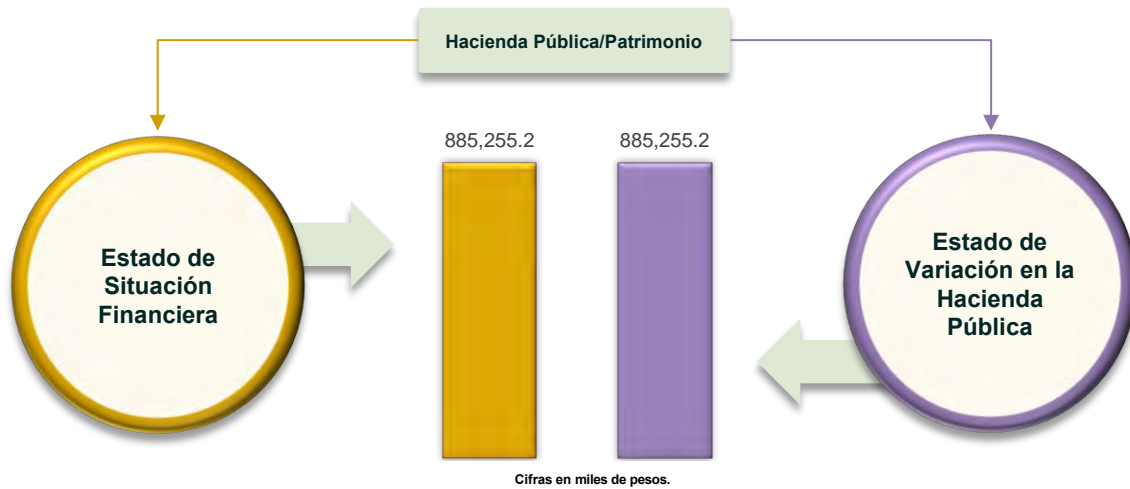 Hacienda Pública/Patrimonio
885,255.2
885,255.2
Estado de
Situación
Financiera
Estado de
Variación en la
Hacienda
Pública
Cifras en miles de pesos.